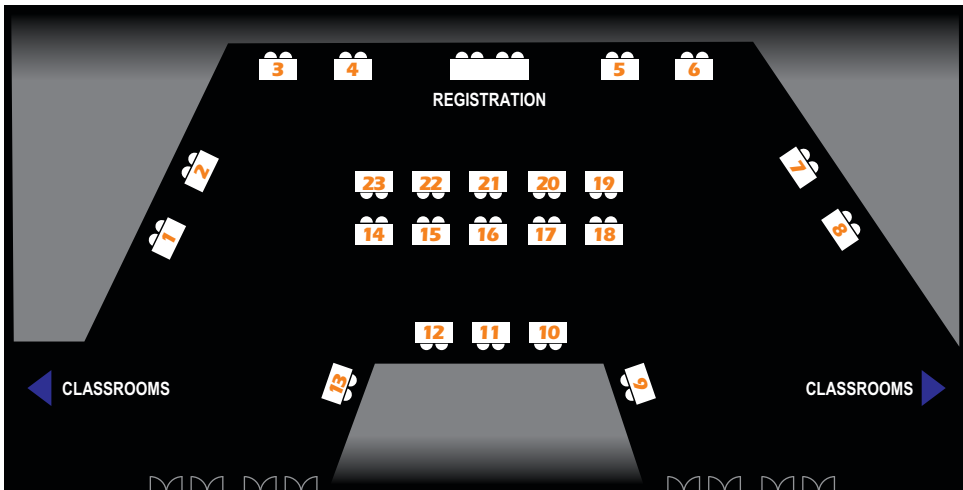 3 4 5 6
REGISTRATION
2 7
23 22 21 20 19
1 14 15 16 17 18 8
12 11 10
13 9
CLASSROOMS CLASSROOMS